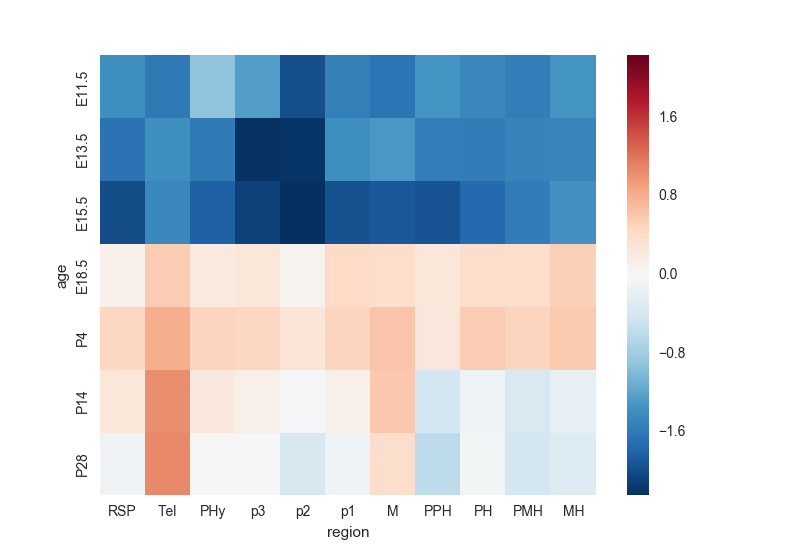 E11.5
E13.5
E15.5
E18.5
P4
P14
P28
age
RSP Tel PHy p3 p2 p1 M PPH PH PMH MH
region
1.6
0.8
0.0
−0.8
−1.6